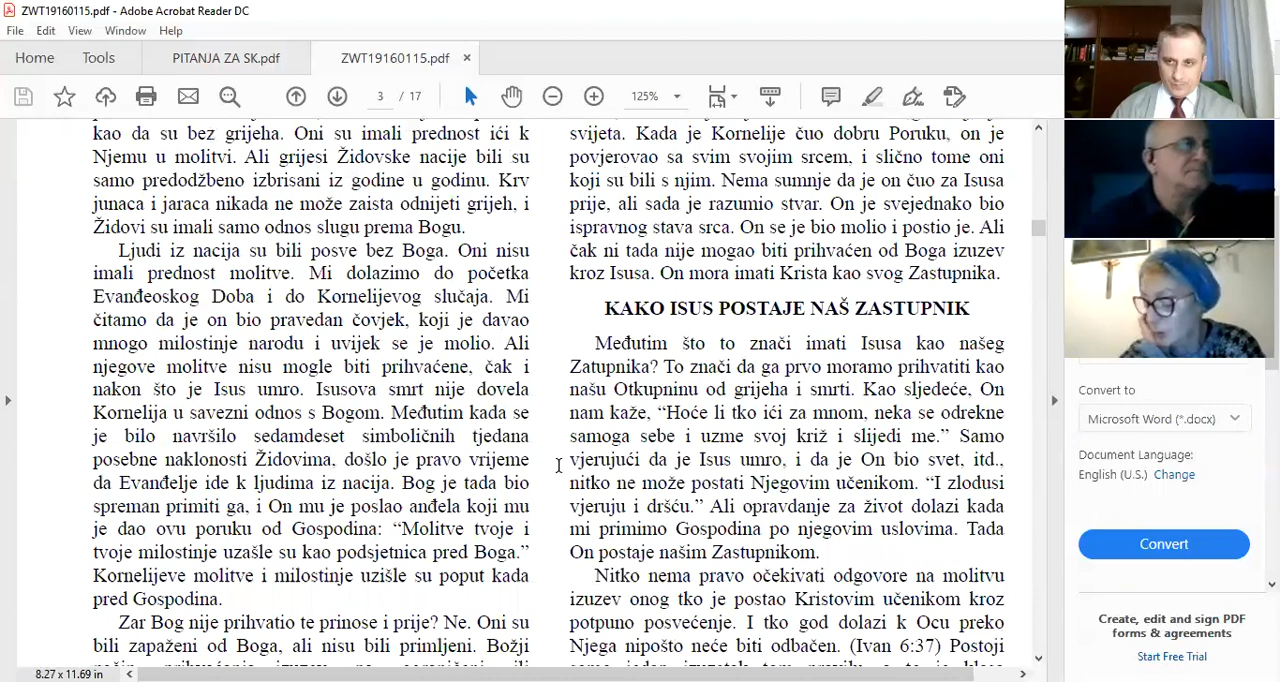 ZWT19160115.pdf - Adobe Acrobat Reader DC
File Edit View Window Help
Home Tools PITANJA ZA SK.pdf ZWT19160115.pdf ×
3 / 17 125%
kao da su bez grijeha. Oni su imali prednost ići k
Njemu u molitvi. Ali grijesi Židovske nacije bili su
samo predodžbeno izbrisani iz godine u godinu. Krv
junaca i jaraca nikada ne može zaista odnijeti grijeh, i
Židovi su imali samo odnos slugu prema Bogu.
Ljudi iz nacija su bili posve bez Boga. Oni nisu
imali prednost molitve. Mi dolazimo do početka
Evanđeoskog Doba i do Kornelijevog slučaja. Mi
čitamo da je on bio pravedan čovjek, koji je davao
mnogo milostinje narodu i uvijek se je molio. Ali
njegove molitve nisu mogle biti prihvaćene, čak i
nakon što je Isus umro. Isusova smrt nije dovela
Kornelija u savezni odnos s Bogom. Međutim kada se
je bilo navršilo sedamdeset simboličnih tjedana
posebne naklonosti Židovima, došlo je pravo vrijeme
da Evanđelje ide k ljudima iz nacija. Bog je tada bio
spreman primiti ga, i On mu je poslao anđela koji mu
je dao ovu poruku od Gospodina: “Molitve tvoje i
tvoje milostinje uzašle su kao podsjetnica pred Boga.”
Kornelijeve molitve i milostinje uzišle su poput kada
pred Gospodina.
Zar Bog nije prihvatio te prinose i prije? Ne. Oni su
bili zapaženi od Boga, ali nisu bili primljeni. Božji
svijeta. Kada je Kornelije čuo dobru Poruku, on je
povjerovao sa svim svojim srcem, i slično tome oni
koji su bili s njim. Nema sumnje da je on čuo za Isusa
prije, ali sada je razumio stvar. On je svejednako bio
ispravnog stava srca. On se je bio molio i postio je. Ali
čak ni tada nije mogao biti prihvaćen od Boga izuzev
kroz Isusa. On mora imati Krista kao svog Zastupnika.
KAKO ISUS POSTAJE NAŠ ZASTUPNIK
Međutim što to znači imati Isusa kao našeg
Zatupnika? To znači da ga prvo moramo prihvatiti kao
našu Otkupninu od grijeha i smrti. Kao sljedeće, On
nam kaže, “Hoće li tko ići za mnom, neka se odrekne
samoga sebe i uzme svoj križ i slijedi me.” Samo
vjerujući da je Isus umro, i da je On bio svet, itd.,
nitko ne može postati Njegovim učenikom. “I zlodusi
vjeruju i dršću.” Ali opravdanje za život dolazi kada
mi primimo Gospodina po njegovim uslovima. Tada
On postaje našim Zastupnikom.
Nitko nema pravo očekivati odgovore na molitvu
izuzev onog tko je postao Kristovim učenikom kroz
potpuno posvećenje. I tko god dolazi k Ocu preko
Njega nipošto neće biti odbačen. (Ivan 6:37) Postoji
8.27 x 11.69 in
Convert to
Microsoft Word (*.docx)
Document Language:
English (U.S.) Change
Convert
Create, edit and sign PDF
forms & agreements
Start Free Trial